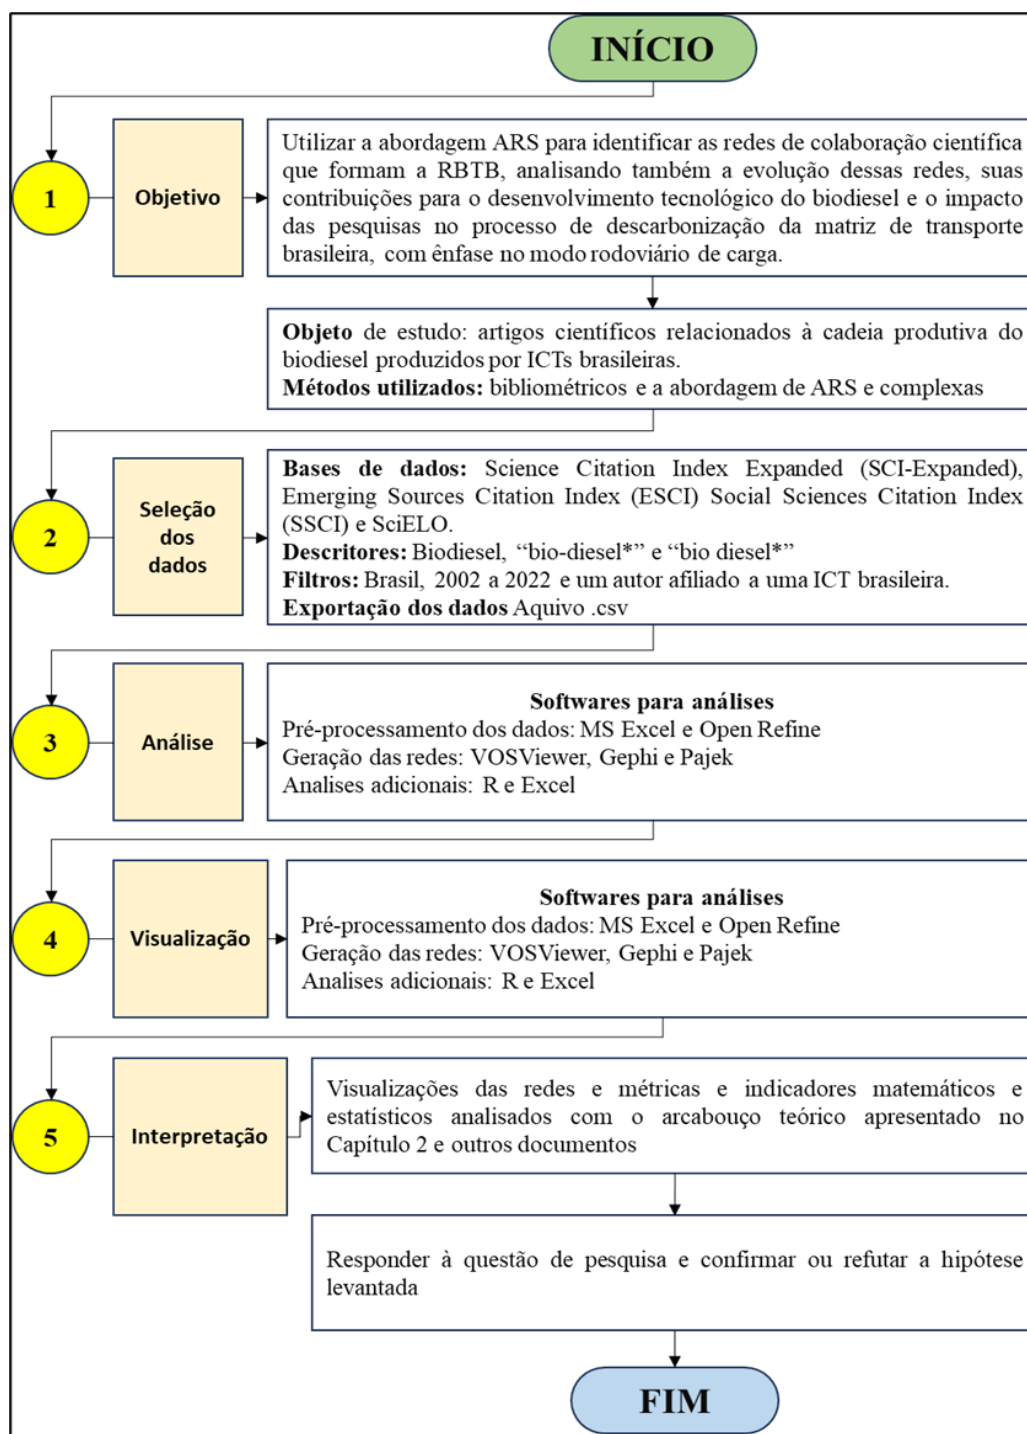 INÍCIO
1
Objetivo
Utilizar a abordagem ARS para identificar as redes de colaboração científica
que formam a RBTB, analisando também a evolução dessas redes, suas
contribuições para o desenvolvimento tecnológico do biodiesel e o impacto
das pesquisas no processo de descarbonização da matriz de transporte
brasileira, com ênfase no modo rodoviário de carga.
Objeto de estudo: artigos científicos relacionados à cadeia produtiva do
biodiesel produzidos por ICTs brasileiras.
Métodos utilizados: bibliométricos e a abordagem de ARS e complexas
2
Seleção
dos
dados
Bases de dados: Science Citation Index Expanded (SCI-Expanded),
Emerging Sources Citation Index (ESCI) Social Sciences Citation Index
(SSCI) e SciELO.
Descritores: Biodiesel, “bio-diesel*” e “bio diesel*”
Filtros: Brasil, 2002 a 2022 e um autor afiliado a uma ICT brasileira.
Exportação dos dados Aquivo .csv
3
Análise
Softwares para análises
Pré-processamento dos dados: MS Excel e Open Refine
Geração das redes: VOSViewer, Gephi e Pajek
Analises adicionais: R e Excel
4
Visualização
Softwares para análises
Pré-processamento dos dados: MS Excel e Open Refine
Geração das redes: VOSViewer, Gephi e Pajek
Analises adicionais: R e Excel
5
Interpretação
Visualizações das redes e métricas e indicadores matemáticos e
estatísticos analisados com o arcabouço teórico apresentado no
Capítulo 2 e outros documentos
Responder à questão de pesquisa e confirmar ou refutar a hipótese
levantada
FIM